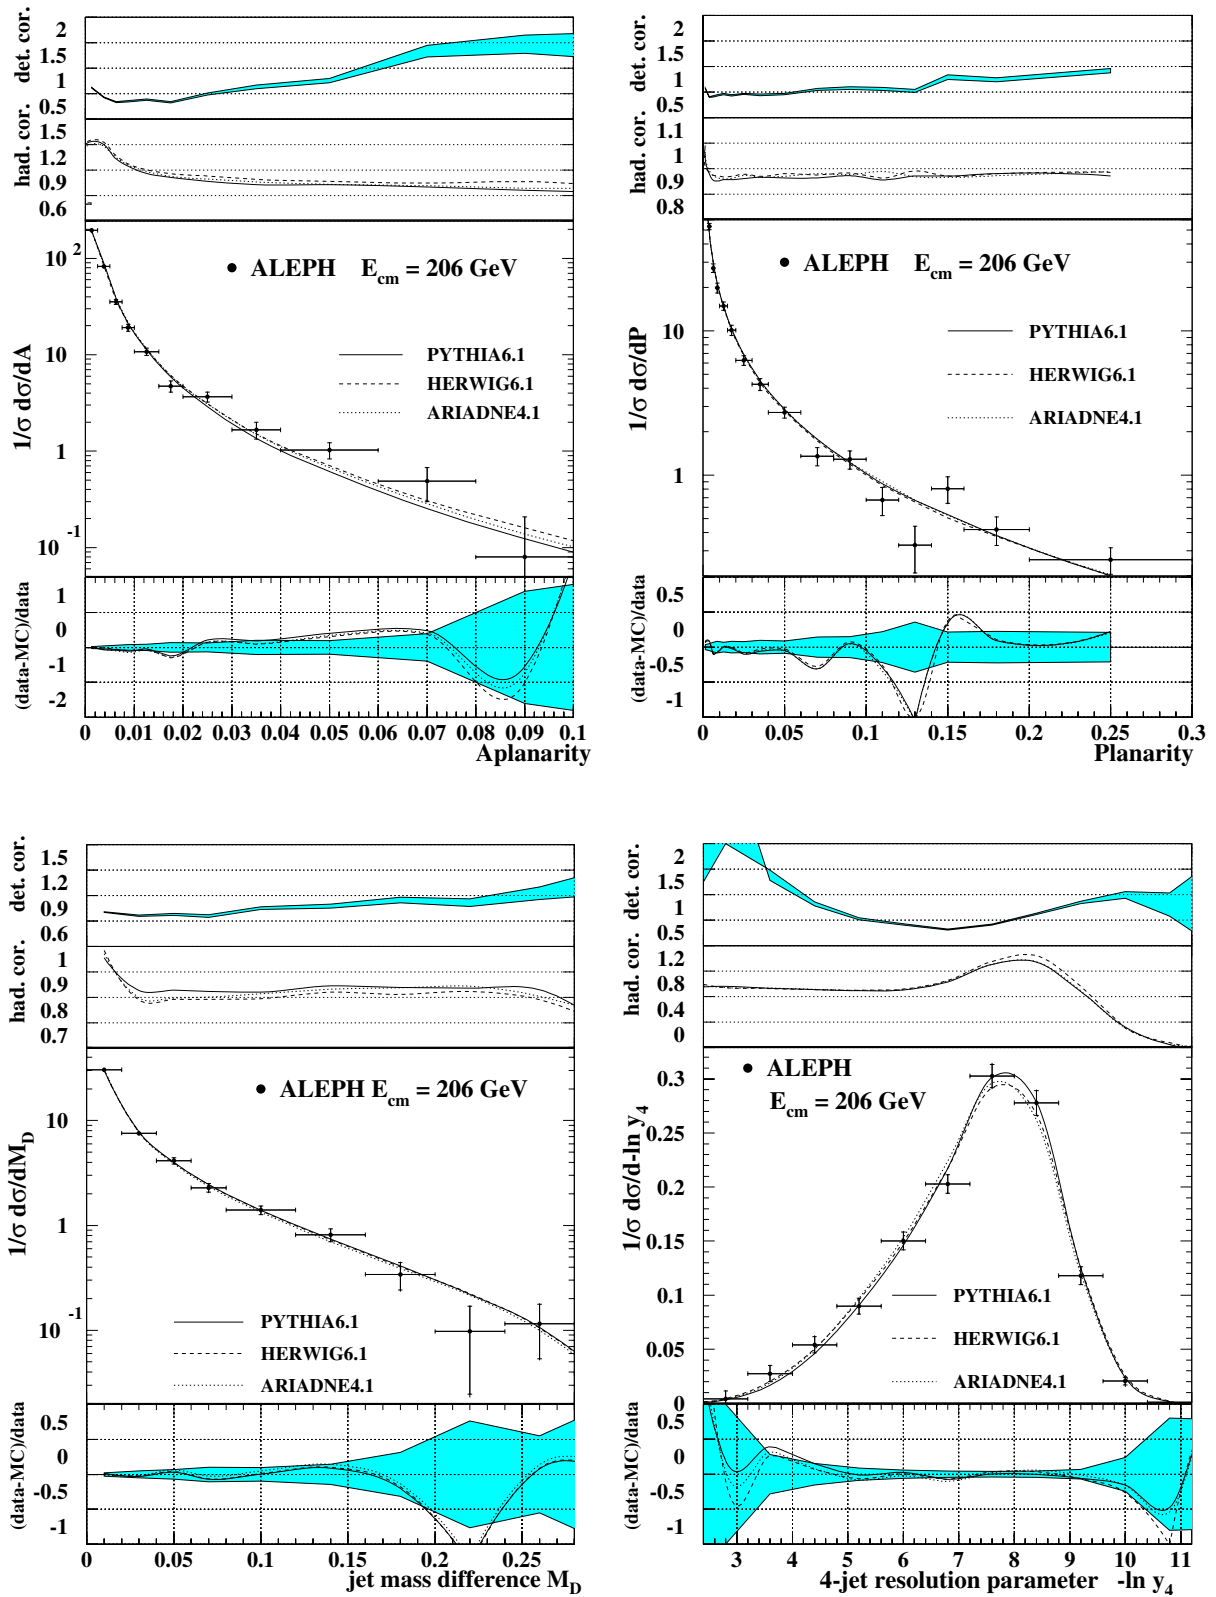 det. cor.
2
1.5
1
0.5
had. cor.
1.5
1.2
0.9
0.6
1/σ dσ/dA
10 2
10
1
10 -1
ALEPH E_cm = 206 GeV
PYTHIA6.1
HERWIG6.1
ARIADNE4.1
(data-MC)/data
1
0
-1
-2
0 0.01 0.02 0.03 0.04 0.05 0.06 0.07 0.08 0.09 0.1
Aplanarity
det. cor.
2
1.5
1
0.5
had. cor.
1.1
1
0.9
0.8
1/σ dσ/dP
10
1
ALEPH E_cm = 206 GeV
PYTHIA6.1
HERWIG6.1
ARIADNE4.1
(data-MC)/data
0.5
0
-0.5
-1
0 0.05 0.1 0.15 0.2 0.25 0.3
Planarity
det. cor.
1.5
1.2
0.9
0.6
had. cor.
1
0.9
0.8
0.7
1/σ dσ/dM_D
10
1
10 -1
ALEPH E_cm = 206 GeV
PYTHIA6.1
HERWIG6.1
ARIADNE4.1
(data-MC)/data
0.5
0
-0.5
-1
0 0.05 0.1 0.15 0.2 0.25
jet mass difference M_D
det. cor.
2
1.5
1
0.5
had. cor.
1.2
0.8
0.4
0
1/σ dσ/d-ln y_4
0.3
0.25
0.2
0.15
0.1
0.05
0
ALEPH
E_cm = 206 GeV
PYTHIA6.1
HERWIG6.1
ARIADNE4.1
(data-MC)/data
0.5
0
-0.5
-1
3 4 5 6 7 8 9 10 11
4-jet resolution parameter -ln y_4